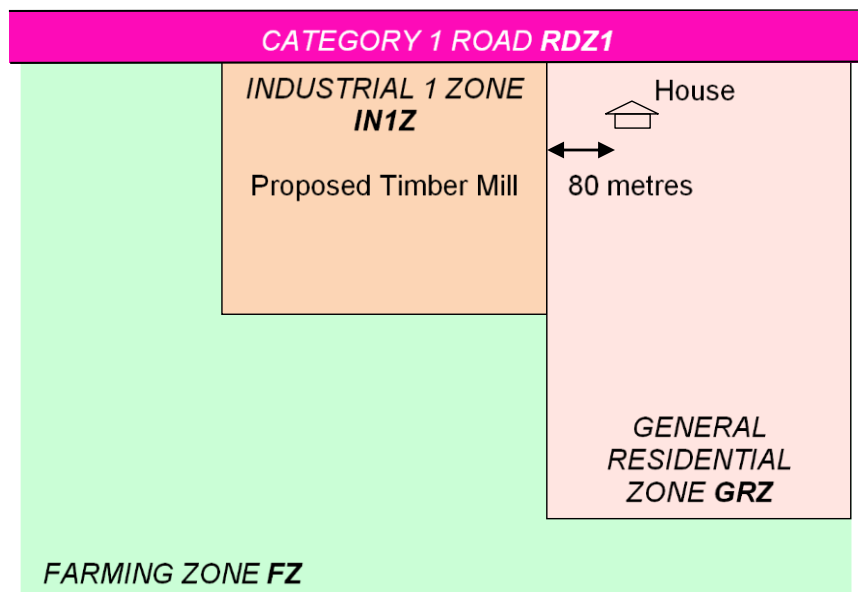 CATEGORY 1 ROAD RDZ1
INDUSTRIAL 1 ZONE
IN1Z
House
Proposed Timber Mill
80 metres
GENERAL
RESIDENTIAL
ZONE GRZ
FARMING ZONE FZ